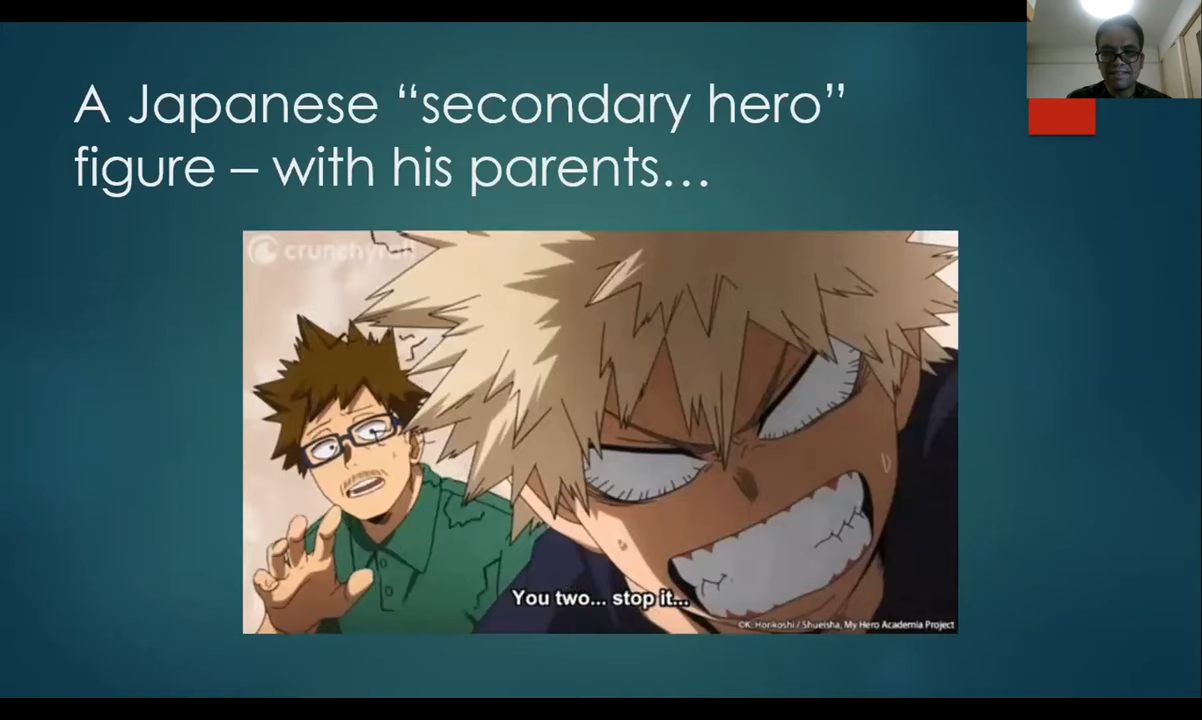 A Japanese “secondary hero”
figure – with his parents…
crunchyroll
You two... stop it...
©K. Horikoshi / Shueisha, My Hero Academia Project